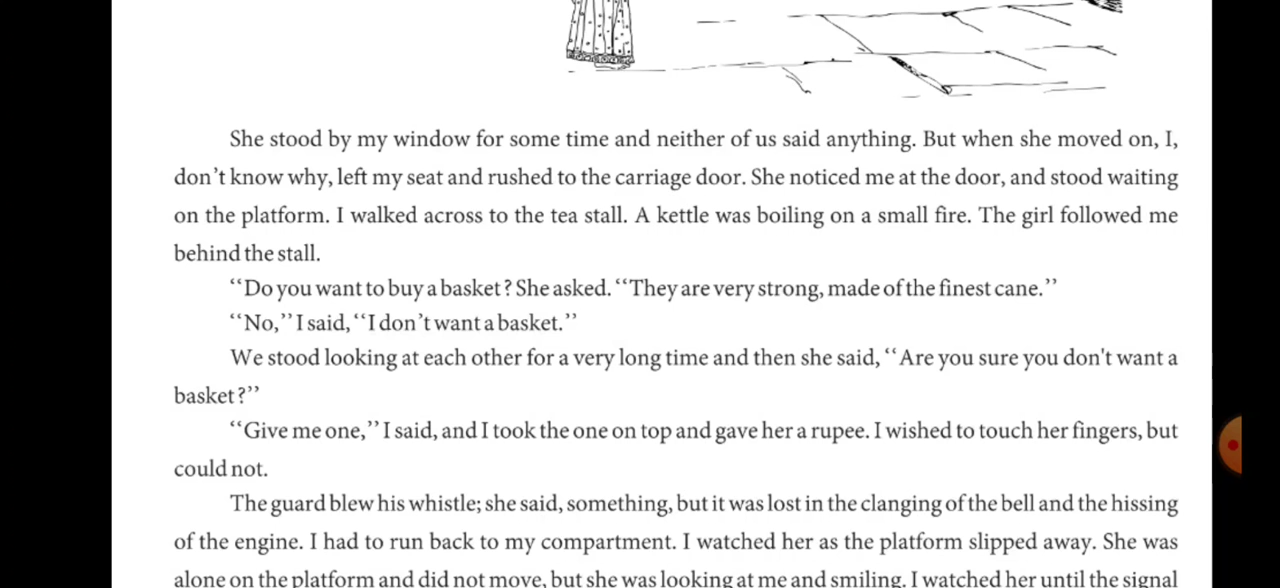 She stood by my window for some time and neither of us said anything. But when she moved on, I,
don't know why, left my seat and rushed to the carriage door. She noticed me at the door, and stood waiting
on the platform. I walked across to the tea stall. A kettle was boiling on a small fire. The girl followed me
behind the stall.
‘‘Do you want to buy a basket? She asked. ‘‘They are very strong, made of the finest cane.’’
‘‘No,’’ I said, ‘‘I don’t want a basket.’’
We stood looking at each other for a very long time and then she said, ‘‘Are you sure you don't want a
basket?’’
‘‘Give me one,’’ I said, and I took the one on top and gave her a rupee. I wished to touch her fingers, but
could not.
The guard blew his whistle; she said, something, but it was lost in the clanging of the bell and the hissing
of the engine. I had to run back to my compartment. I watched her as the platform slipped away. She was
alone on the platform and did not move, but she was looking at me and smiling. I watched her until the signal